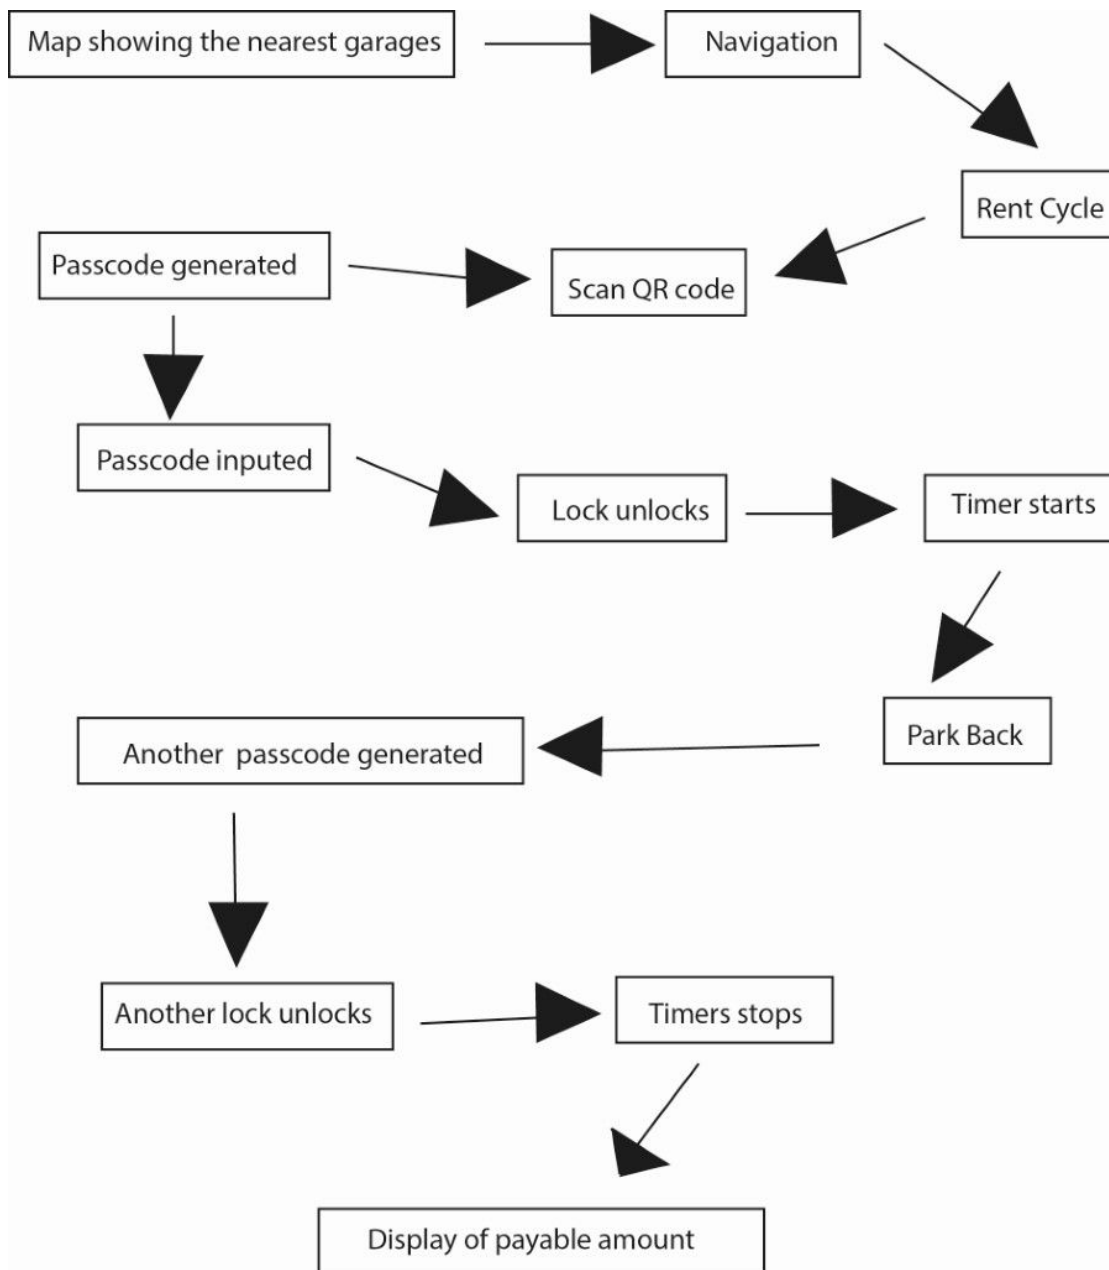 Map showing the nearest garages
Navigation
Rent Cycle
Passcode generated
Scan QR code
Passcode inputed
Lock unlocks
Timer starts
Park Back
Another passcode generated
Another lock unlocks
Timers stops
Display of payable amount